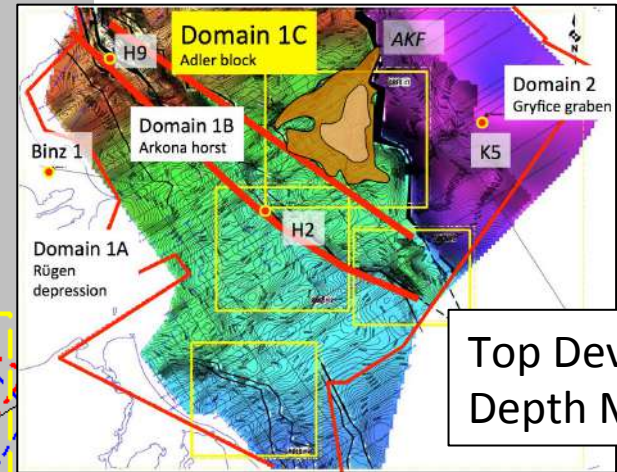 Domain 1C
Adler block
AKF
H9
Domain 2
Gryfice graben
Domain 1B
Arkona horst
Binz 1
K5
H2
Domain 1A
Rügen
depression
N
Top Dev
Depth M